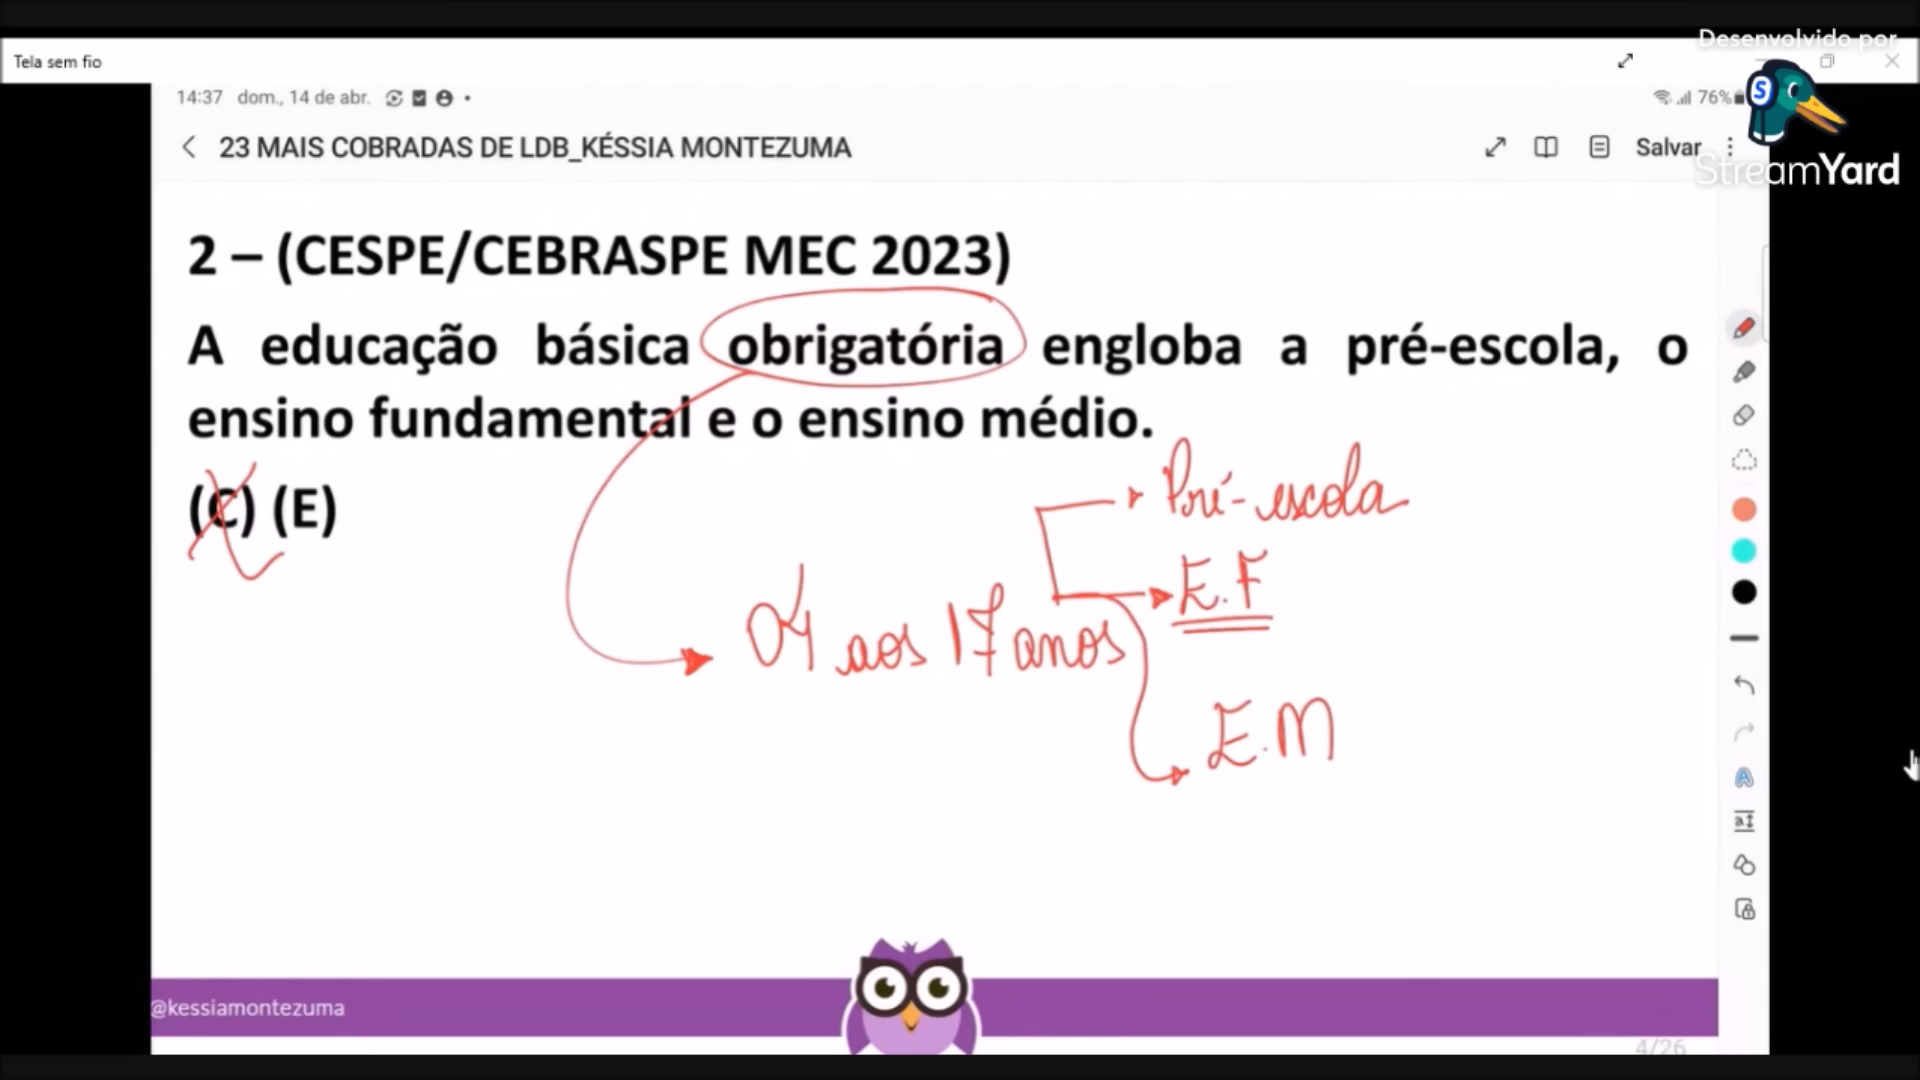 Desenvolvido por
Tela sem fio
14:37 dom., 14 de abr.
76%
23 MAIS COBRADAS DE LDB_KÉSSIA MONTEZUMA
Salvar
StreamYard
2 – (CESPE/CEBRASPE MEC 2023)
A educação básica obrigatória engloba a pré-escola, o
ensino fundamental e o ensino médio.
(C) (E)
Pré-escola
E.F
04 aos 17 anos
E.M
@kessiamontezuma
4/26